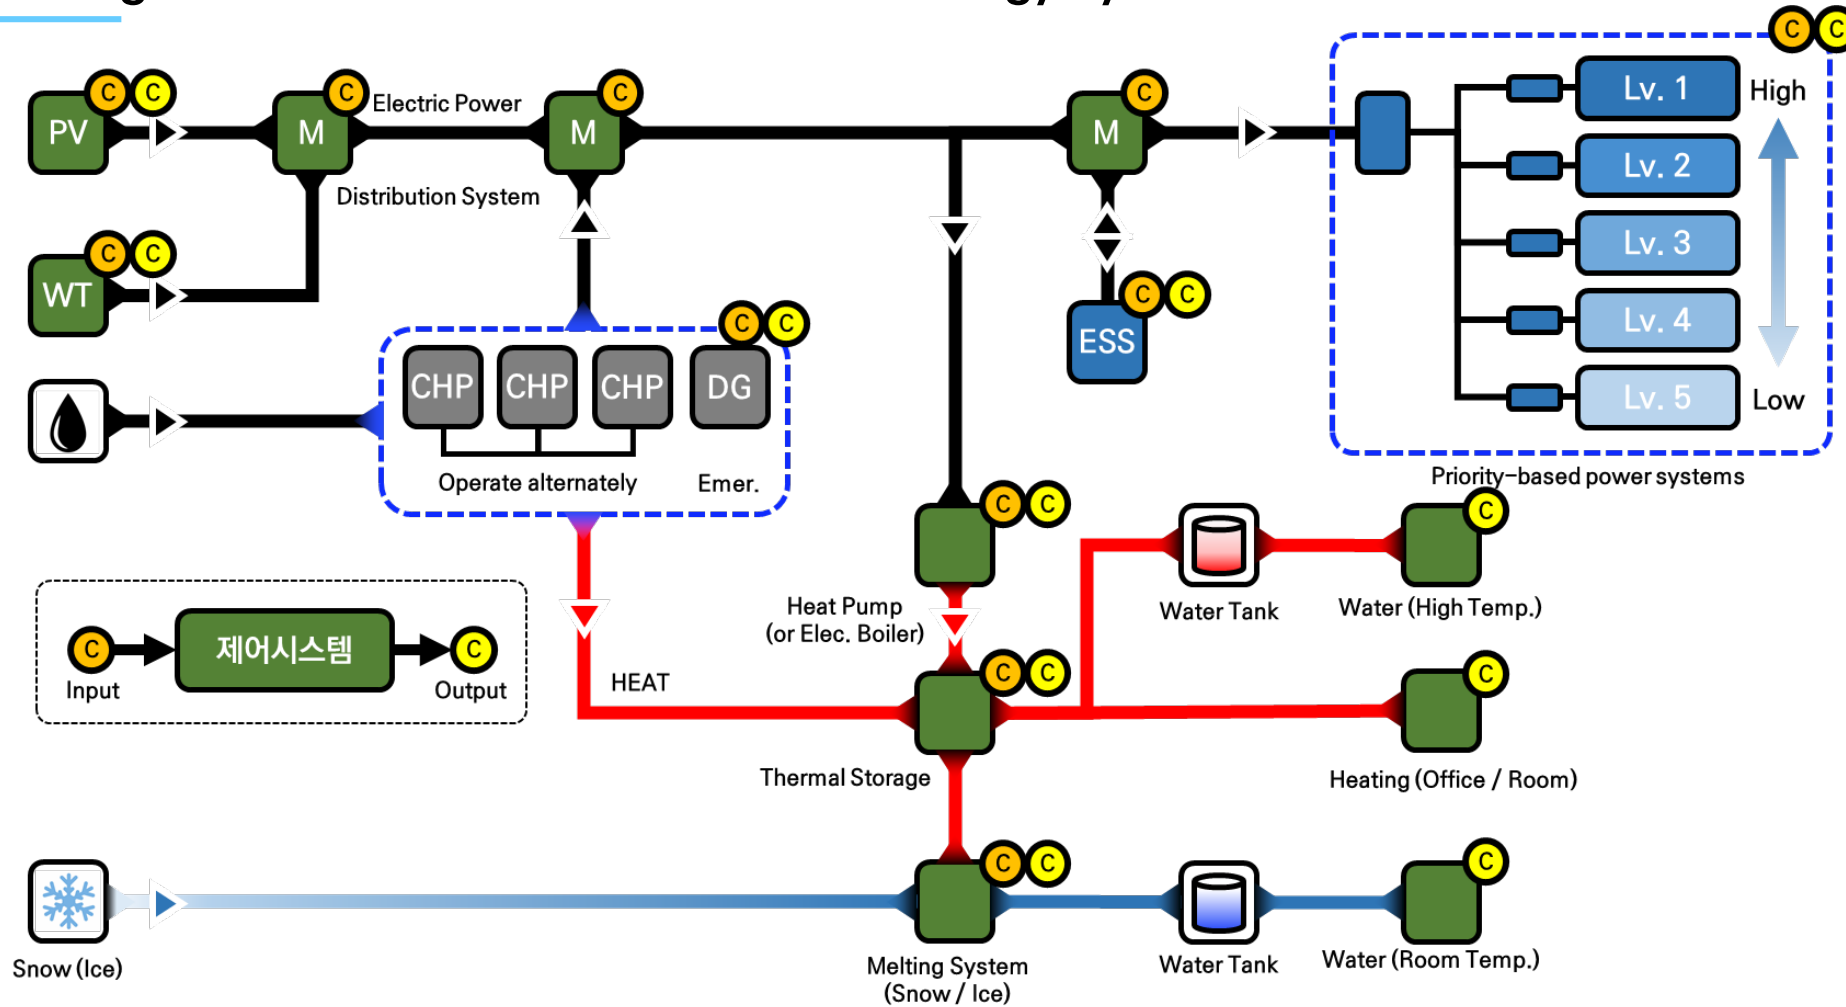 C C
C C
C
Electric Power
C
C
PV
M
M
M
Lv. 1
High
Lv. 2
Distribution System
C C
WT
Lv. 3
C C
ESS
Lv. 4
C C
CHP
CHP
CHP
DG
Lv. 5
Low
Operate alternately
Emer.
Priority-based power systems
C C
C
Heat Pump
(or Elec. Boiler)
Water Tank
Water (High Temp.)
C
제어시스템
C
Input
Output
HEAT
C C
C
Thermal Storage
Heating (Office / Room)
C C
C
Snow (Ice)
Melting System
(Snow / Ice)
Water Tank
Water (Room Temp.)